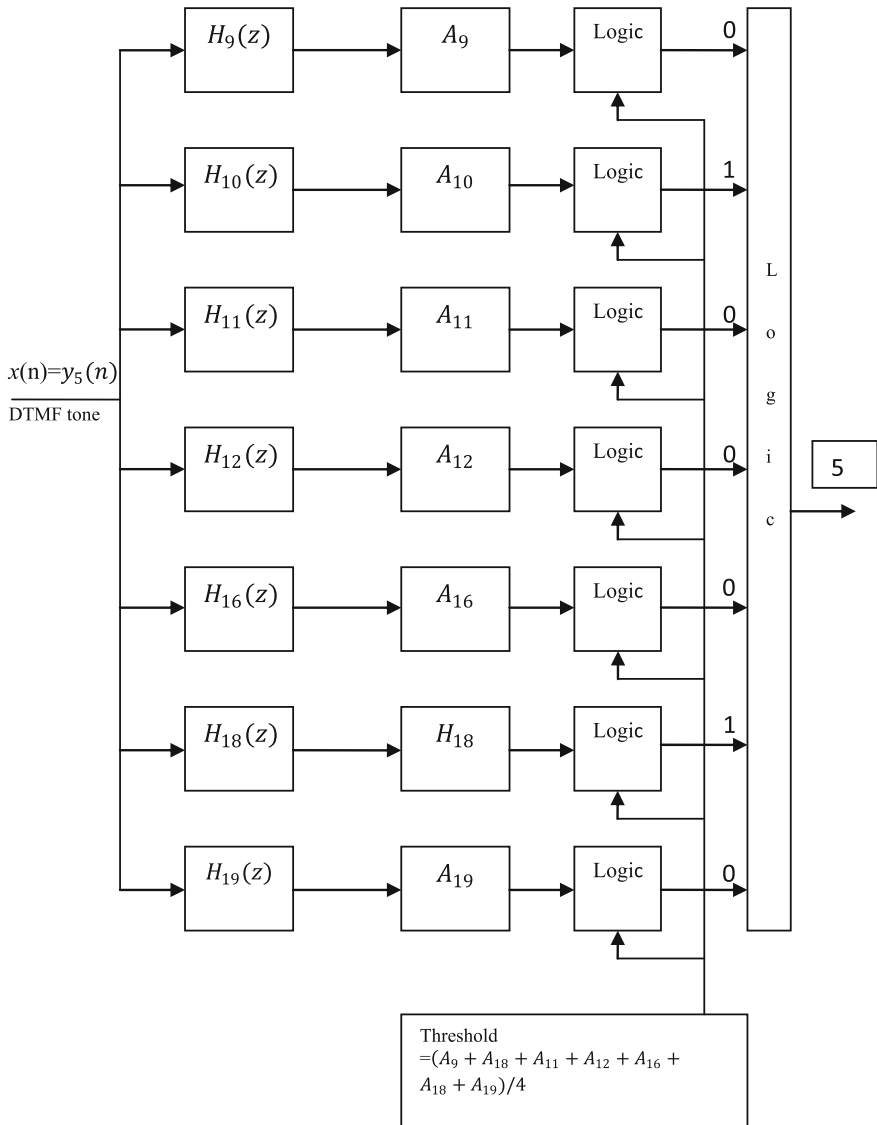 H₉(z) A₉ Logic 0
H₁₀(z) A₁₀ Logic 1
H₁₁(z) A₁₁ Logic 0
x(n)=y₅(n)
DTMF tone
H₁₂(z) A₁₂ Logic 0
H₁₆(z) A₁₆ Logic 0
H₁₈(z) H₁₈ Logic 1
H₁₉(z) A₁₉ Logic 0
L
o
g
i
c
5
Threshold
=(A₉ + A₁₈ + A₁₁ + A₁₂ + A₁₆ +
A₁₈ + A₁₉)/4